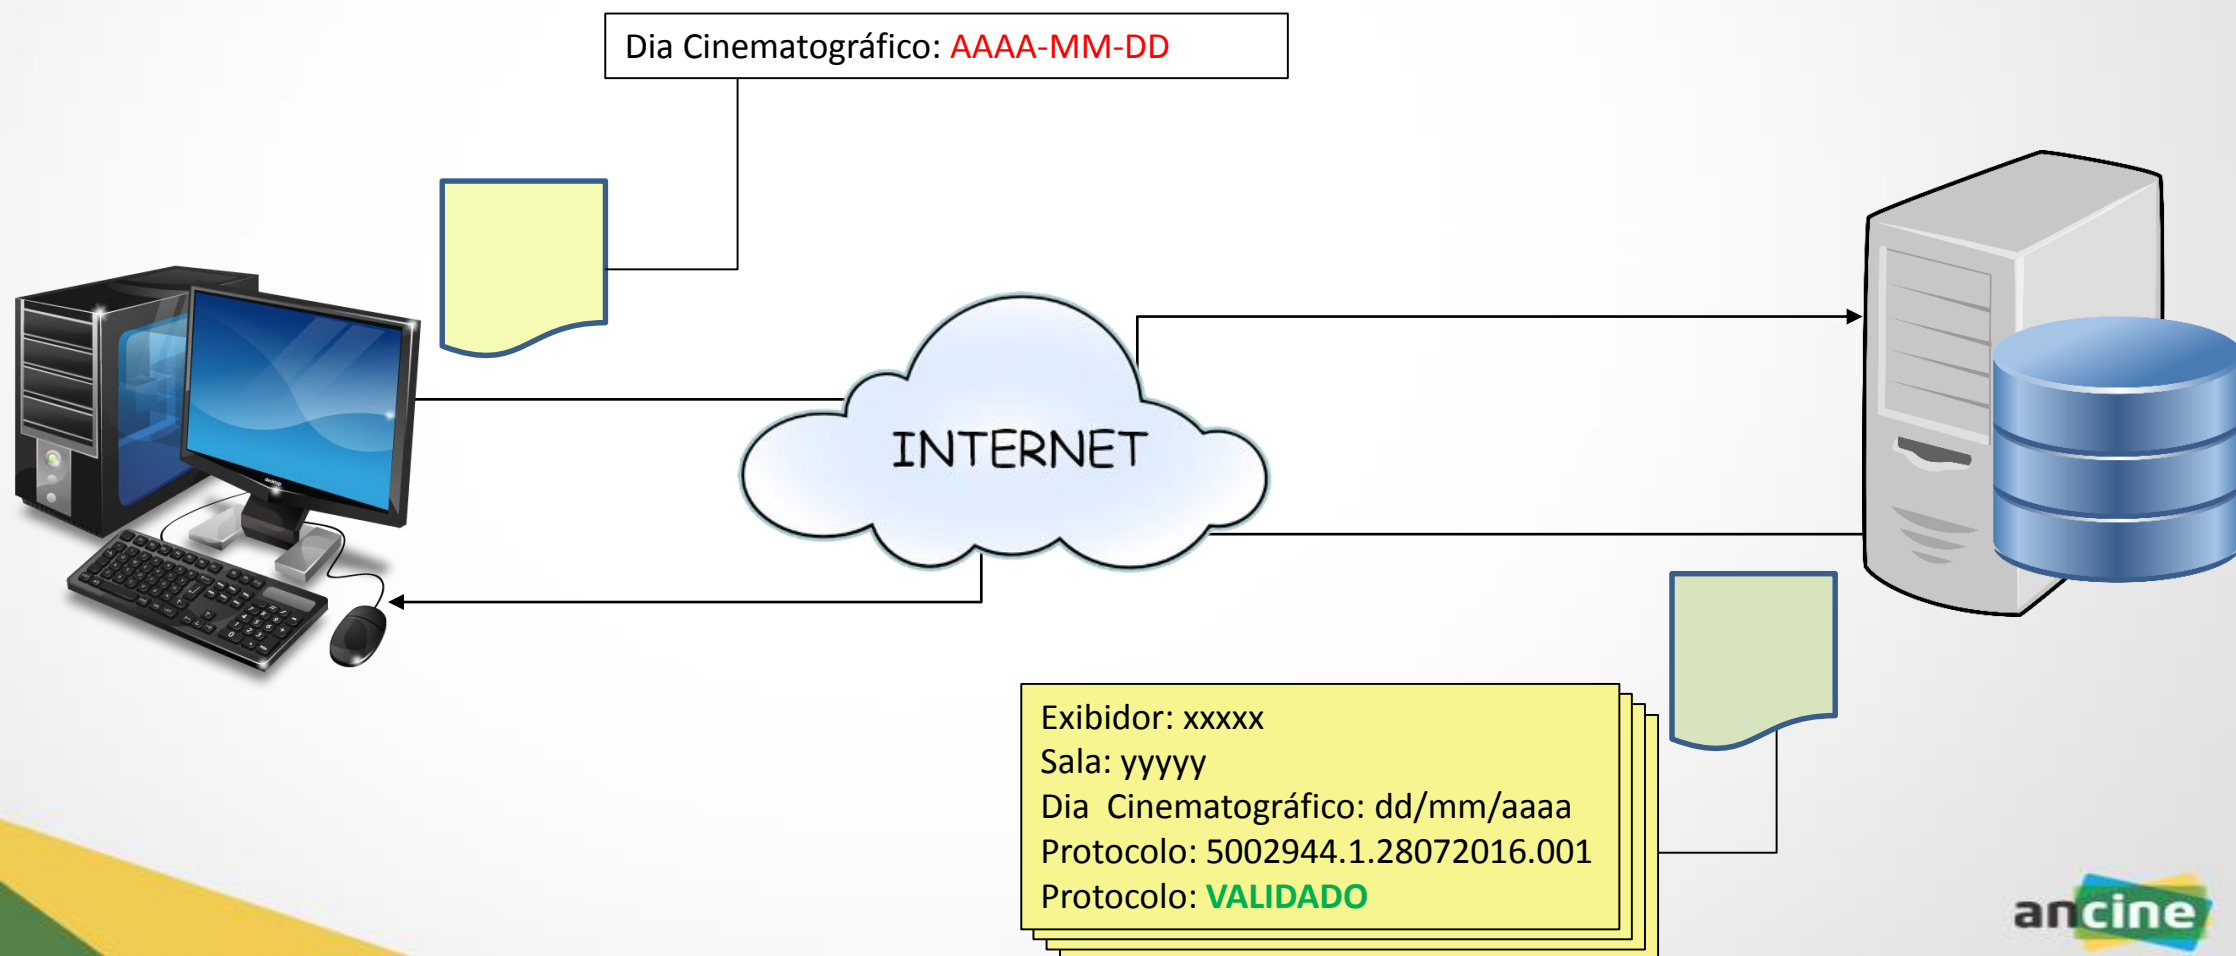 Dia Cinematográfico: AAAA-MM-DD
INTERNET
Exibidor: xxxxx
Sala: yyyyy
Dia  Cinematográfico: dd/mm/aaaa
Protocolo: 5002944.1.28072016.001
Protocolo: VALIDADO
ancine